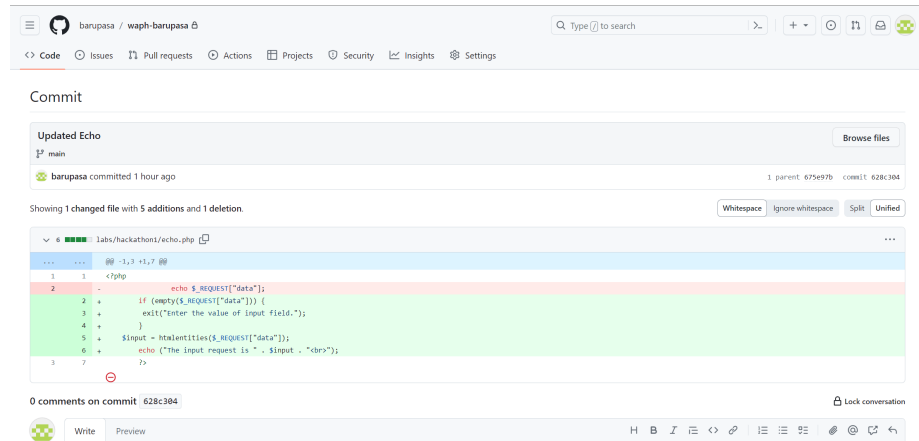 barupasa / waph-barupasa
Type / to search
Code Issues Pull requests Actions Projects Security Insights Settings
Commit
Updated Echo
Browse files
main
barupasa committed 1 hour ago
1 parent 675e97b commit 628c304
Showing 1 changed file with 5 additions and 1 deletion.
Whitespace Ignore whitespace Split Unified
6 labs/hackathon1/echo.php
... ... @@ -1,3 +1,7 @@
1 1 <?php
2 - echo $_REQUEST["data"];
2 + if (empty($_REQUEST["data"])) {
3 + exit("Enter the value of input field.");
4 + }
5 + $input = htmlentities($_REQUEST["data"]);
6 + echo ("The input request is " . $input . "<br>");
3 7 ?>
0 comments on commit 628c304
Lock conversation
Write Preview